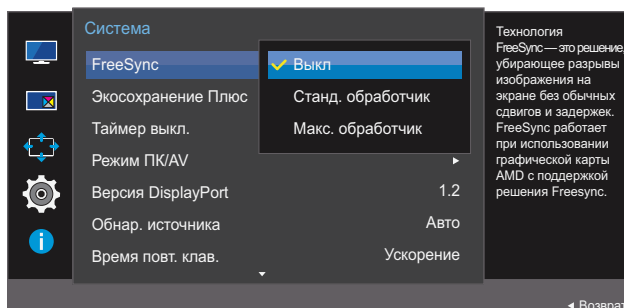 Система
FreeSync
Выкл
Экосохранение Плюс
Станд. обработчик
Таймер выкл.
Макс. обработчик
Режим ПК/AV
Версия DisplayPort 1.2
Обнар. источника Авто
Время повт. клав. Ускорение
Технология
FreeSync — это решение,
убирающее разрывы
изображения на
экране без обычных
сдвигов и задержек.
FreeSync работает
при использовании
графической карты
AMD с поддержкой
решения Freesync.
Возврат